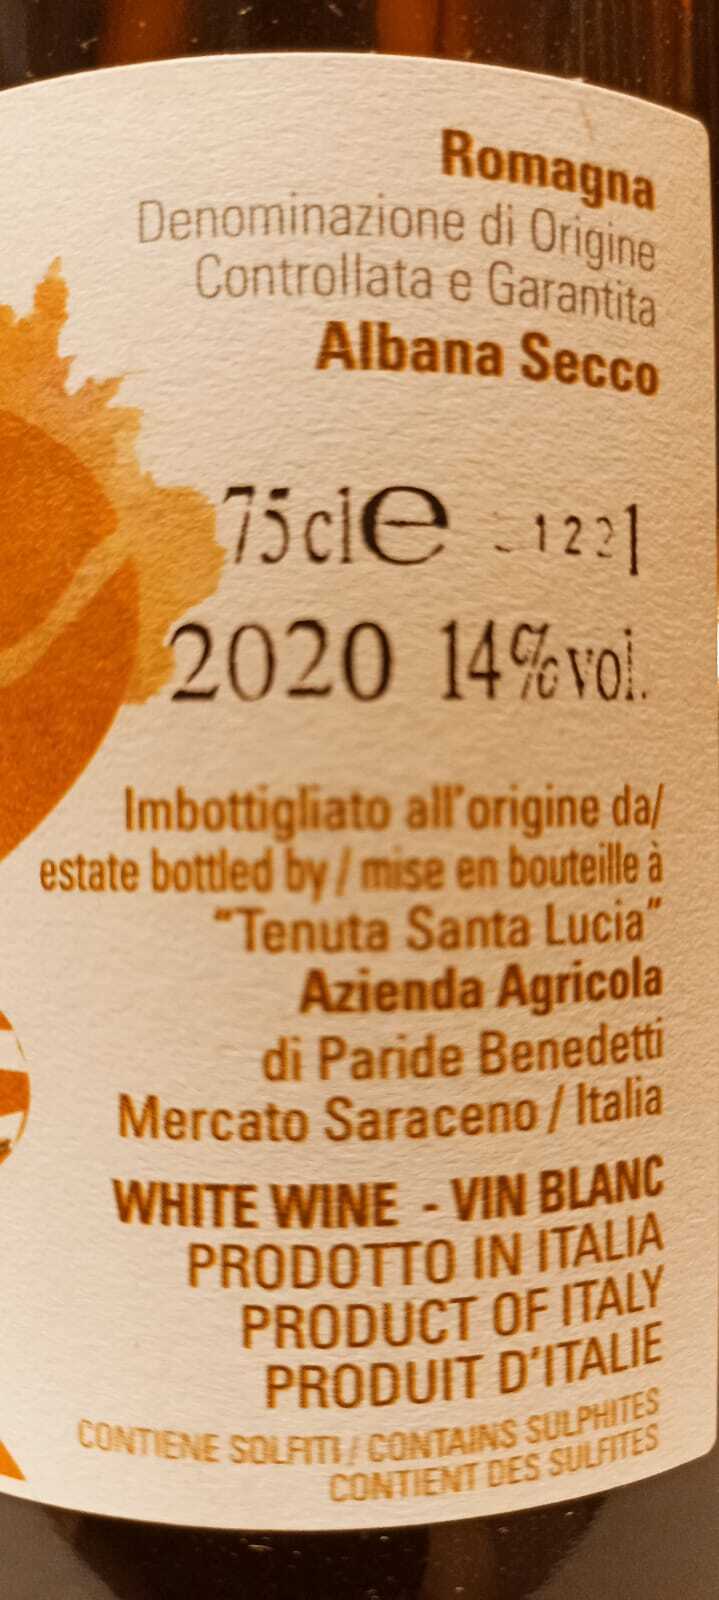 Romagna
Denominazione di Origine
Controllata e Garantita
Albana Secco
75cl e
2020 14% vol.
Imbottigliato all'origine da/
estate bottled by / mise en bouteille à
"Tenuta Santa Lucia"
Azienda Agricola
di Paride Benedetti
Mercato Saraceno / Italia
WHITE WINE - VIN BLANC
PRODOTTO IN ITALIA
PRODUCT OF ITALY
PRODUIT D'ITALIE
CONTIENE SOLFITI / CONTAINS SULPHITES
CONTIENT DES SULFITES